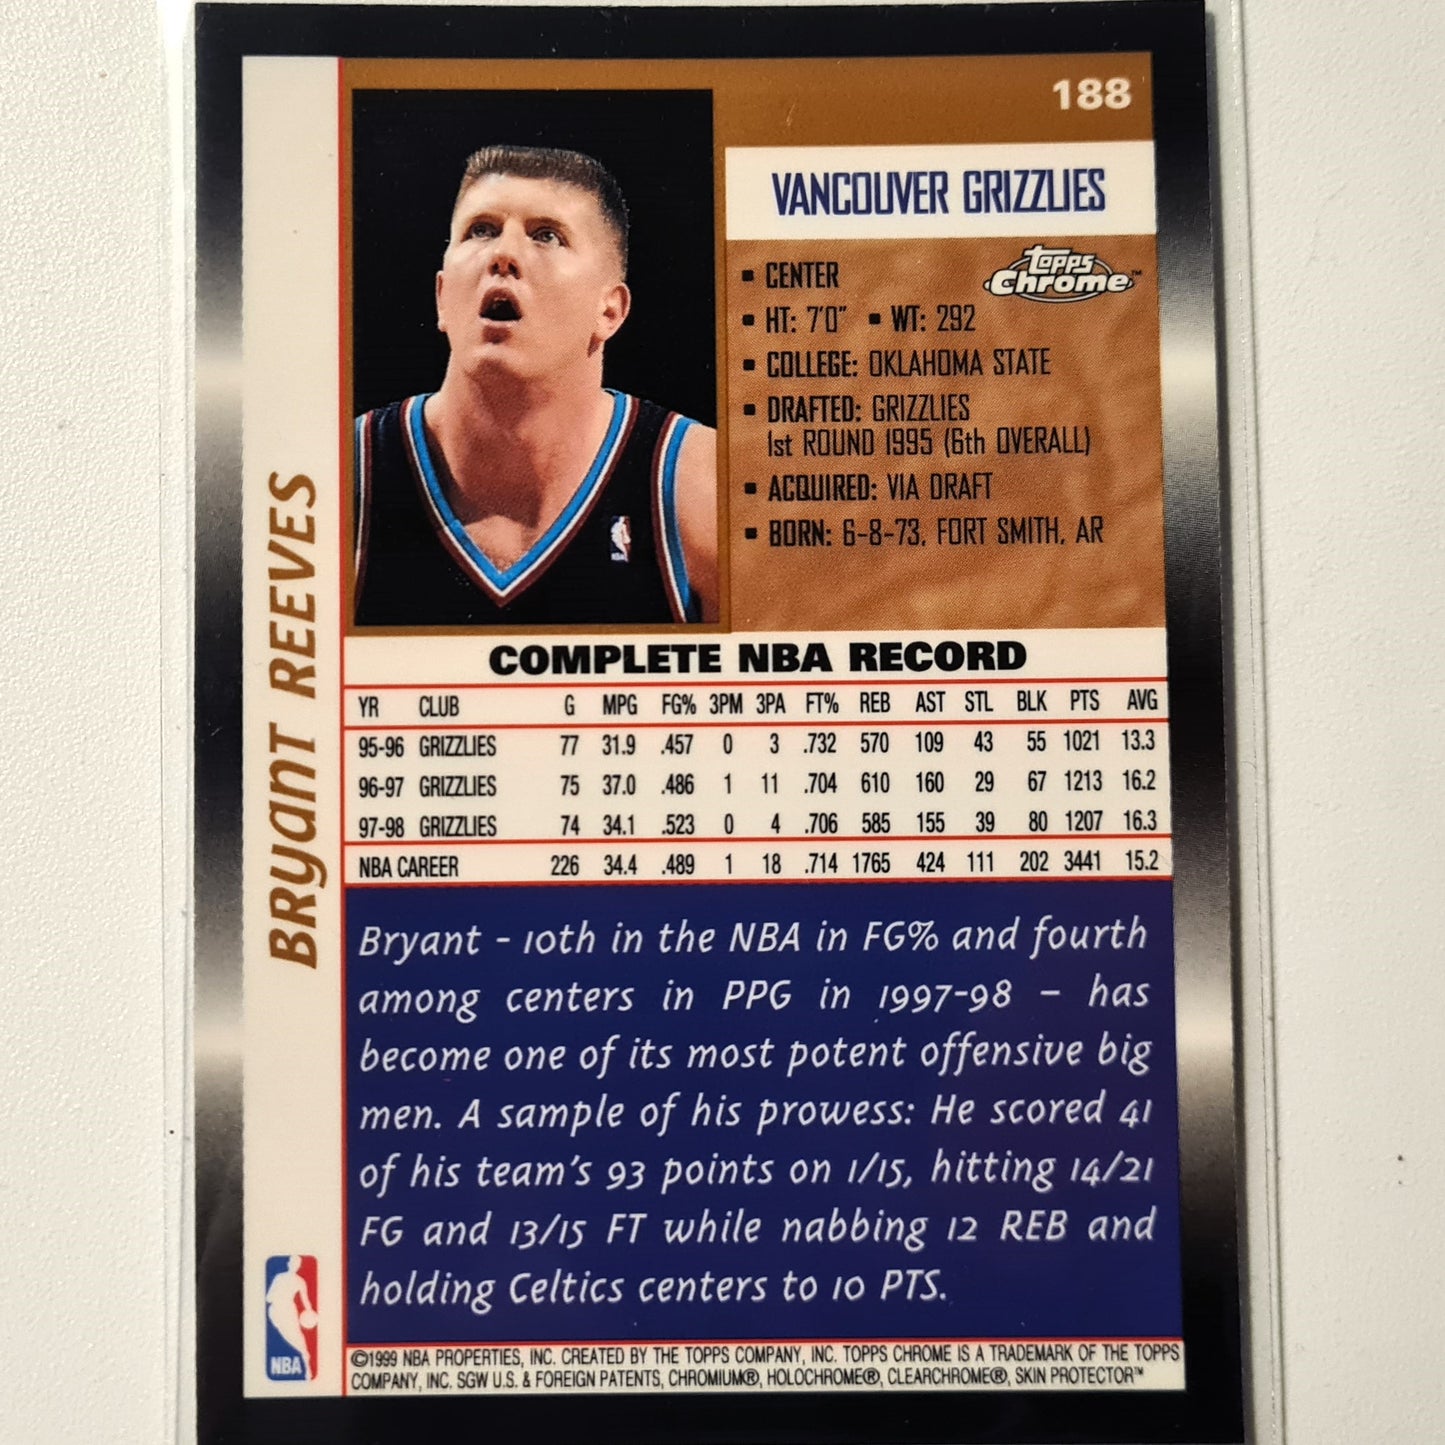 188
VANCOUVER GRIZZLIES
Topps
Chrome™
▪ CENTER
▪ HT: 7'0" ▪ WT: 292
▪ COLLEGE: OKLAHOMA STATE
▪ DRAFTED: GRIZZLIES
1st ROUND 1995 (6th OVERALL)
▪ ACQUIRED: VIA DRAFT
▪ BORN: 6-8-73, FORT SMITH, AR
NBA
BRYANT REEVES
COMPLETE NBA RECORD
YR CLUB G MPG FG% 3PM 3PA FT% REB AST STL BLK PTS AVG
95-96 GRIZZLIES 77 31.9 .457 0 3 .732 570 109 43 55 1021 13.3
96-97 GRIZZLIES 75 37.0 .486 1 11 .704 610 160 29 67 1213 16.2
97-98 GRIZZLIES 74 34.1 .523 0 4 .706 585 155 39 80 1207 16.3
NBA CAREER 226 34.4 .489 1 18 .714 1765 424 111 202 3441 15.2
Bryant – 10th in the NBA in FG% and fourth
among centers in PPG in 1997-98 – has
become one of its most potent offensive big
men. A sample of his prowess: He scored 41
of his team's 93 points on 1/15, hitting 14/21
FG and 13/15 FT while nabbing 12 REB and
holding Celtics centers to 10 PTS.
NBA
©1999 NBA PROPERTIES, INC. CREATED BY THE TOPPS COMPANY, INC. TOPPS CHROME IS A TRADEMARK OF THE TOPPS
COMPANY, INC. SGW U.S. & FOREIGN PATENTS, CHROMIUM®, HOLOCHROME®, CLEARCHROME®, SKIN PROTECTOR™